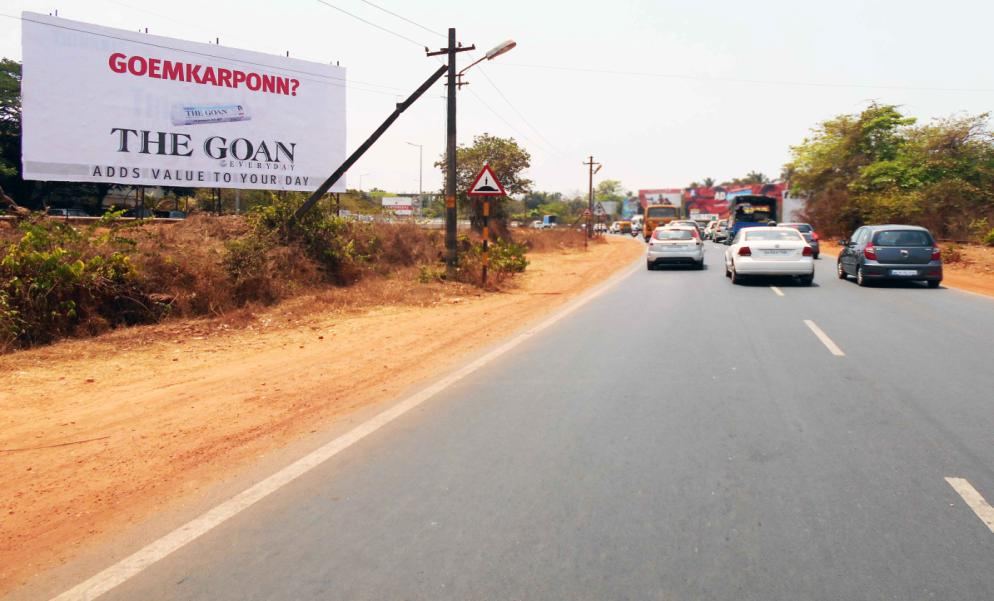 GOEMKARPONN?
THE GOAN
THE GOAN
EVERYDAY
ADDS VALUE TO YOUR DAY